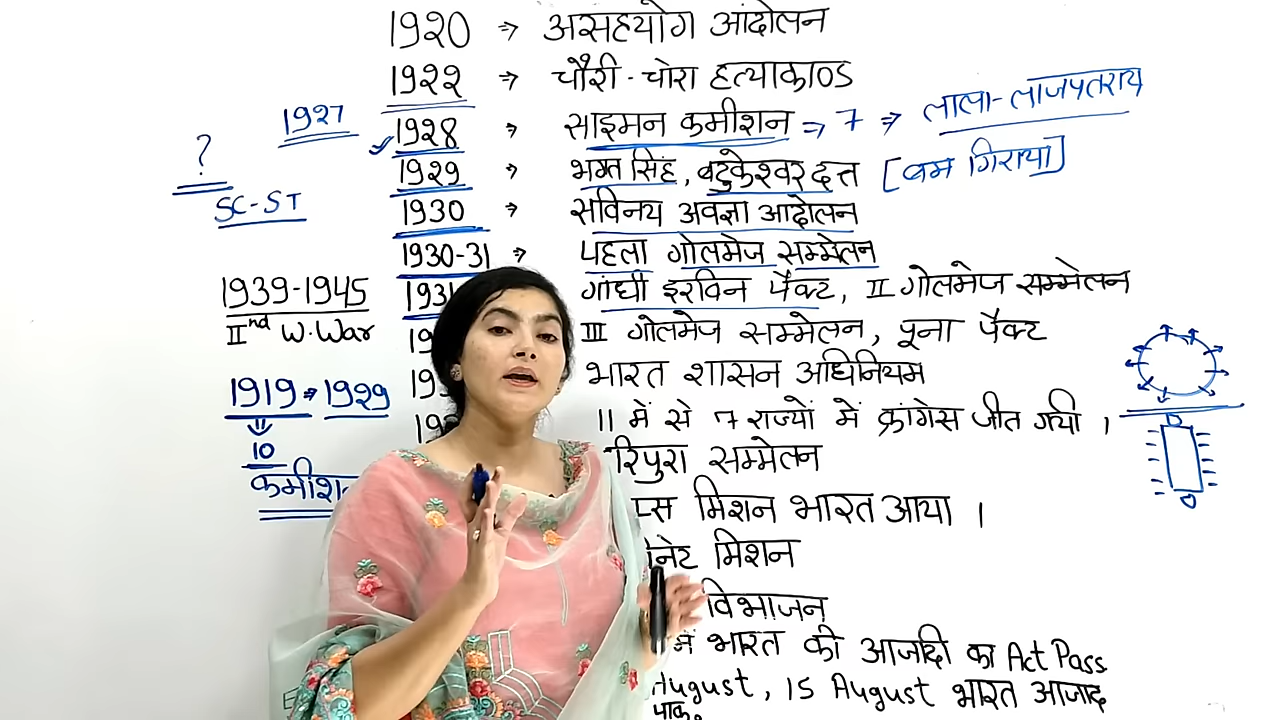 1920 → असहयोग आंदोलन
1922 → चौरी-चोरा हत्याकाण्ड
1927
1928 → साइमन कमीशन ⇒ 7 ⇒ लाला-लाजपतराय
?
SC-ST
1929 → भगत सिंह, बटुकेश्वर दत्त [बम गिराया]
1930 → सविनय अवज्ञा आंदोलन
1930-31 → पहला गोलमेज सम्मेलन
1931 गांधी इरविन पैक्ट, II गोलमेज सम्मेलन
1939-1945
IInd W. War
III गोलमेज सम्मेलन, पूना पैक्ट
भारत शासन अधिनियम
1919 → 1929
10
11 में से 7 राज्यों में कांग्रेस जीत गयी ।
सम्मेलन
मिशन भारत आया ।
मिशन
विभाजन
में भारत की आजादी का Act Pass
August, 15 August भारत आजाद